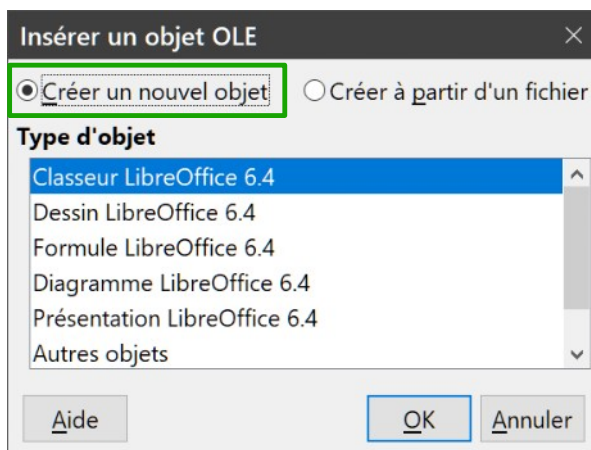 Insérer un objet OLE
Créer un nouvel objet Créer à partir d'un fichier
Type d'objet
Classeur LibreOffice 6.4
Dessin LibreOffice 6.4
Formule LibreOffice 6.4
Diagramme LibreOffice 6.4
Présentation LibreOffice 6.4
Autres objets
Aide OK Annuler